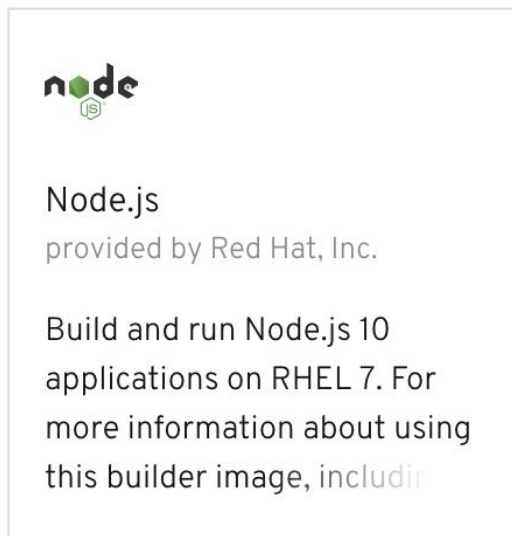 node
JS
Node.js
provided by Red Hat, Inc.
Build and run Node.js 10
applications on RHEL 7. For
more information about using
this builder image,